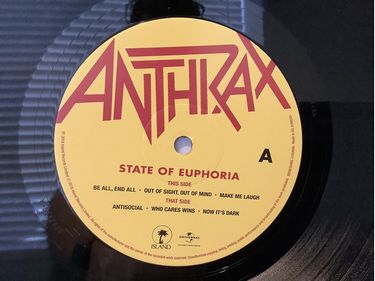 ANTHRAX
STATE OF EUPHORIA
A
THIS SIDE
BE ALL, END ALL • OUT OF SIGHT, OUT OF MIND • MAKE ME LAUGH
THAT SIDE
ANTISOCIAL • WHO CARES WINS • NOW IT'S DARK
ISLAND
UNIVERSAL